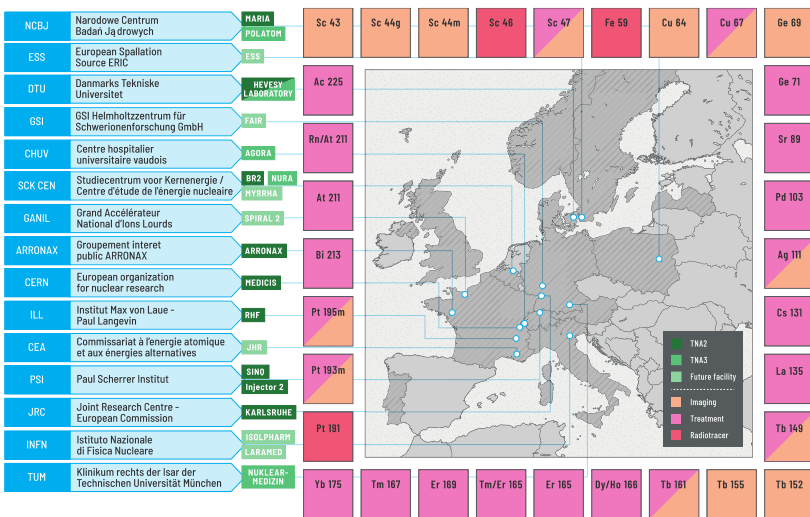 NCBJ
Narodowe Centrum
Badań Ją drowych
MARIA
POLATOM
ESS
European Spallation
Source ERIC
ESS
DTU
Danmarks Tekniske
Universitet
HEVESY
LABORATORY
GSI
GSI Helmholtzzentrum für
Schwerionenforschung GmbH
FAIR
CHUV
Centre hospitalier
universitaire vaudois
AGORA
SCK CEN
Studiecentrum voor Kernenergie /
Centre d'étude de l'énergie nucleaire
BR2
NURA
MYRRHA
GANIL
Grand Accélérateur
National d'Ions Lourds
SPIRAL 2
ARRONAX
Groupement interet
public ARRONAX
ARRONAX
CERN
European organization
for nuclear research
MEDICIS
ILL
Institut Max von Laue -
Paul Langevin
RHF
CEA
Commissariat à l'energie atomique
et aux énergies alternatives
JHR
PSI
Paul Scherrer Institut
SINQ
Injector 2
JRC
Joint Research Centre -
European Commission
KARLSRUHE
INFN
Istituto Nazionale
di Fisica Nucleare
ISOLPHARM
LARAMED
TUM
Klinikum rechts der Isar der
Technischen Universität München
NUKLEAR-
MEDIZIN
Sc 43
Sc 44g
Sc 44m
Sc 46
Sc 47
Fe 59
Cu 64
Cu 67
Ge 69
Ac 225
Ge 71
Rn/At 211
Sr 89
At 211
Pd 103
Bi 213
Ag 111
Pt 195m
Cs 131
Pt 193m
La 135
Pt 191
Tb 149
Yb 175
Tm 167
Er 169
Tm/Er 165
Er 165
Dy/Ho 166
Tb 161
Tb 155
Tb 152
TNA2
TNA3
Future facility
Imaging
Treatment
Radiotracer